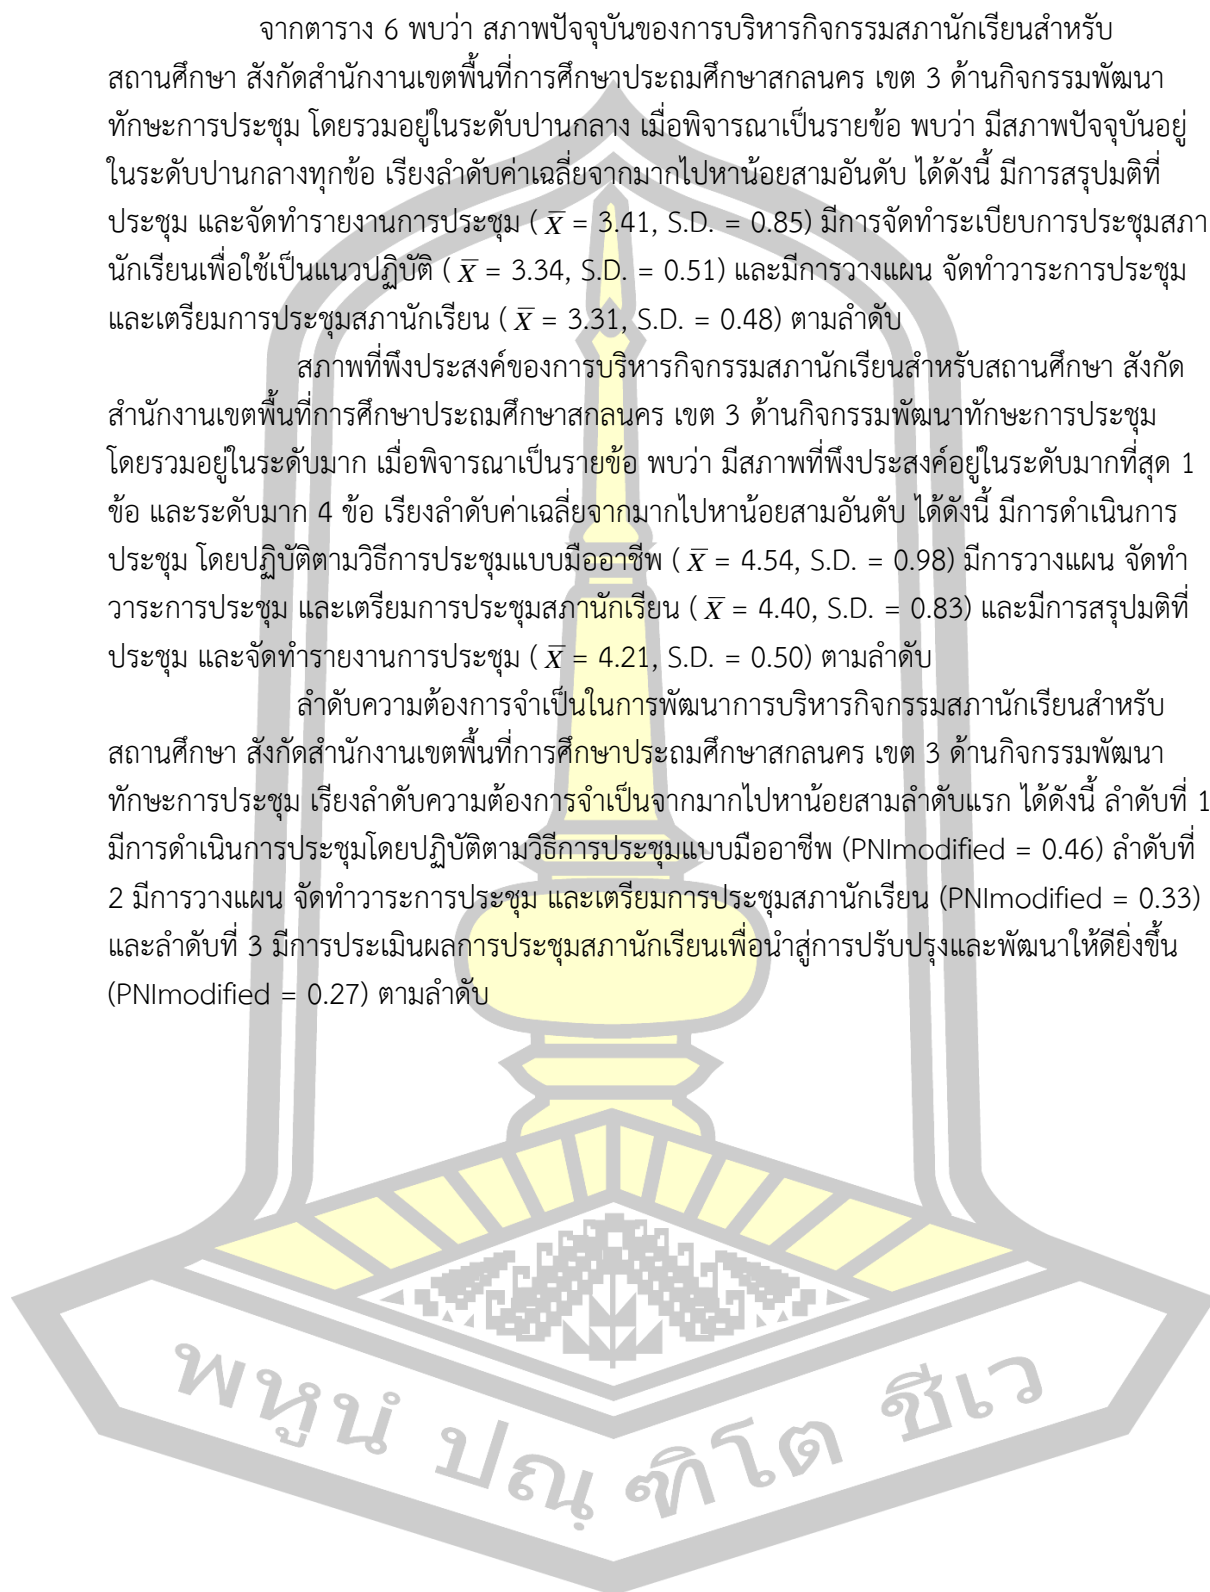 จากตาราง 6 พบว่า สภาพปัจจุบันของการบริหารกิจกรรมสภานักเรียนสำหรับ
สถานศึกษา สังกัดสำนักงานเขตพื้นที่การศึกษาประถมศึกษาสกลนคร เขต 3 ด้านกิจกรรมพัฒนา
ทักษะการประชุม โดยรวมอยู่ในระดับปานกลาง เมื่อพิจารณาเป็นรายข้อ พบว่า มีสภาพปัจจุบันอยู่
ในระดับปานกลางทุกข้อ เรียงลำดับค่าเฉลี่ยจากมากไปหาน้อยสามอันดับ ได้ดังนี้ มีการสรุปมติที่
ประชุม และจัดทำรายงานการประชุม ( X̅ = 3.41, S.D. = 0.85) มีการจัดทำระเบียบการประชุมสภา
นักเรียนเพื่อใช้เป็นแนวปฏิบัติ ( X̅ = 3.34, S.D. = 0.51) และมีการวางแผน จัดทำวาระการประชุม
และเตรียมการประชุมสภานักเรียน ( X̅ = 3.31, S.D. = 0.48) ตามลำดับ
สภาพที่พึงประสงค์ของการบริหารกิจกรรมสภานักเรียนสำหรับสถานศึกษา สังกัด
สำนักงานเขตพื้นที่การศึกษาประถมศึกษาสกลนคร เขต 3 ด้านกิจกรรมพัฒนาทักษะการประชุม
โดยรวมอยู่ในระดับมาก เมื่อพิจารณาเป็นรายข้อ พบว่า มีสภาพที่พึงประสงค์อยู่ในระดับมากที่สุด 1
ข้อ และระดับมาก 4 ข้อ เรียงลำดับค่าเฉลี่ยจากมากไปหาน้อยสามอันดับ ได้ดังนี้ มีการดำเนินการ
ประชุม โดยปฏิบัติตามวิธีการประชุมแบบมืออาชีพ ( X̅ = 4.54, S.D. = 0.98) มีการวางแผน จัดทำ
วาระการประชุม และเตรียมการประชุมสภานักเรียน ( X̅ = 4.40, S.D. = 0.83) และมีการสรุปมติที่
ประชุม และจัดทำรายงานการประชุม ( X̅ = 4.21, S.D. = 0.50) ตามลำดับ
ลำดับความต้องการจำเป็นในการพัฒนาการบริหารกิจกรรมสภานักเรียนสำหรับ
สถานศึกษา สังกัดสำนักงานเขตพื้นที่การศึกษาประถมศึกษาสกลนคร เขต 3 ด้านกิจกรรมพัฒนา
ทักษะการประชุม เรียงลำดับความต้องการจำเป็นจากมากไปหาน้อยสามลำดับแรก ได้ดังนี้ ลำดับที่ 1
มีการดำเนินการประชุมโดยปฏิบัติตามวิธีการประชุมแบบมืออาชีพ (PNImodified = 0.46) ลำดับที่
2 มีการวางแผน จัดทำวาระการประชุม และเตรียมการประชุมสภานักเรียน (PNImodified = 0.33)
และลำดับที่ 3 มีการประเมินผลการประชุมสภานักเรียนเพื่อนำสู่การปรับปรุงและพัฒนาให้ดียิ่งขึ้น
(PNImodified = 0.27) ตามลำดับ
พหูนํ ปณฺฑิโต ชีเว